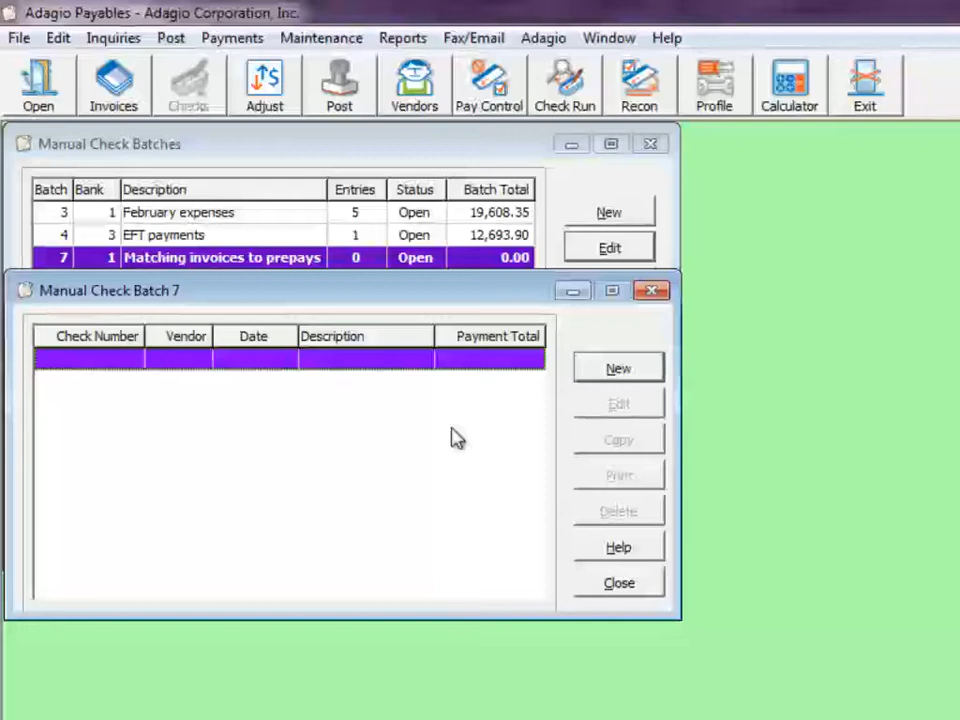 Adagio Payables - Adagio Corporation, Inc.
File Edit Inquiries Post Payments Maintenance Reports Fax/Email Adagio Window Help
Open Invoices Checks Adjust Post Vendors Pay Control Check Run Recon Profile Calculator Exit
Manual Check Batches
Batch Bank Description Entries Status Batch Total
3 1 February expenses 5 Open 19,608.35
4 3 EFT payments 1 Open 12,693.90
7 1 Matching invoices to prepays 0 Open 0.00
New
Edit
Manual Check Batch 7
Check Number Vendor Date Description Payment Total
New
Edit
Copy
Print
Delete
Help
Close